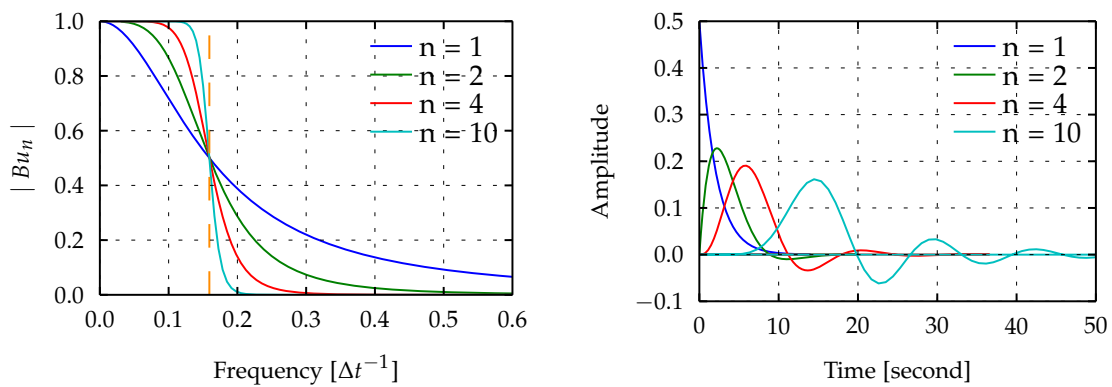 1.0
0.8
0.6
0.4
0.2
0.0
| Bu_n |
0.0 0.1 0.2 0.3 0.4 0.5 0.6
Frequency [Δt⁻¹]
n = 1
n = 2
n = 4
n = 10
0.5
0.4
0.3
0.2
0.1
0.0
−0.1
Amplitude
0 10 20 30 40 50
Time [second]
n = 1
n = 2
n = 4
n = 10